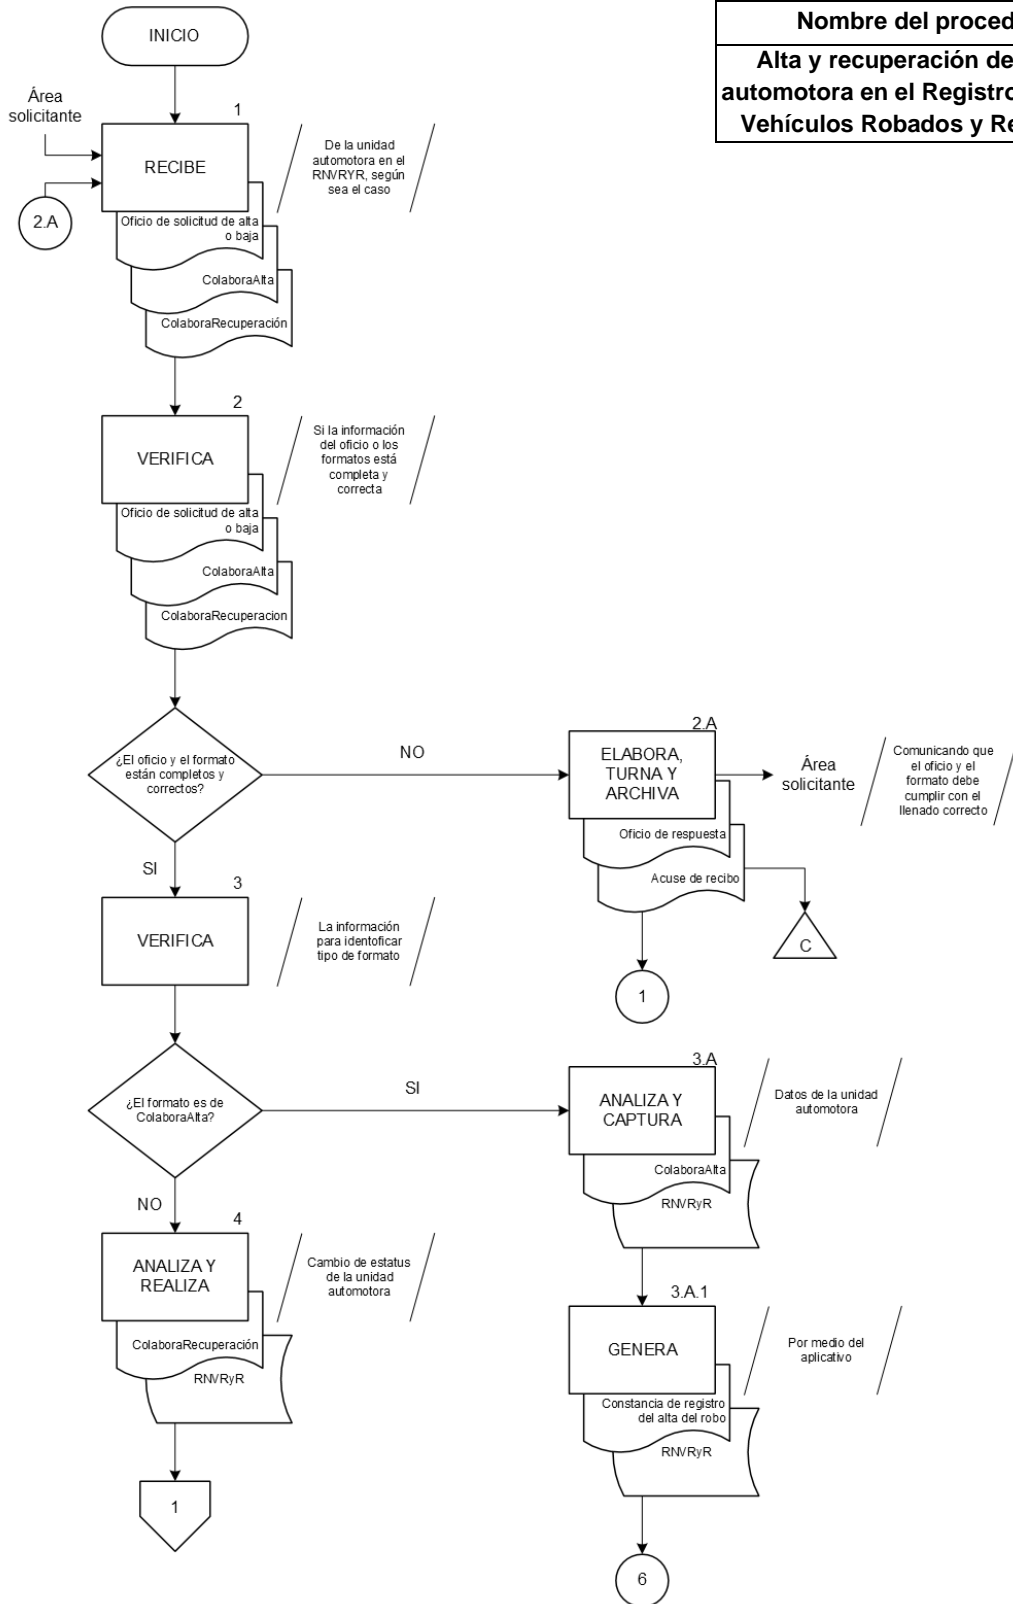 Nombre del proced
Alta y recuperación de
automotora en el Registro
Vehículos Robados y Re
INICIO
Área
solicitante
1
RECIBE
De la unidad
automotora en el
RNVRYR, según
sea el caso
2.A
Oficio de solicitud de alta
o baja
ColaboraAlta
ColaboraRecuperación
2
VERIFICA
Si la información
del oficio o los
formatos está
completa y
correcta
Oficio de solicitud de alta
o baja
ColaboraAlta
ColaboraRecuperacion
¿El oficio y el formato
están completos y
correctos?
NO
2.A
ELABORA,
TURNA Y
ARCHIVA
Área
solicitante
Comunicando que
el oficio y el
formato debe
cumplir con el
llenado correcto
Oficio de respuesta
Acuse de recibo
C
1
SI
3
VERIFICA
La información
para identoficar
tipo de formato
¿El formato es de
ColaboraAlta?
SI
3.A
ANALIZA Y
CAPTURA
Datos de la unidad
automotora
ColaboraAlta
RNVRyR
NO
4
ANALIZA Y
REALIZA
Cambio de estatus
de la unidad
automotora
ColaboraRecuperación
RNVRyR
1
3.A.1
GENERA
Por medio del
aplicativo
Constancia de registro
del alta del robo
RNVRyR
6